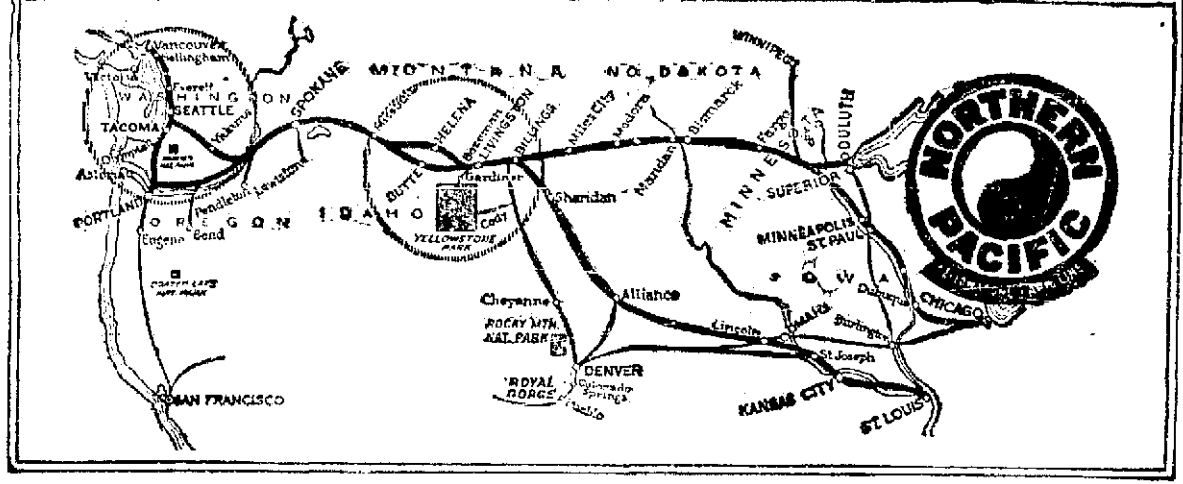 Vancouver
Bellingham
Victoria
Everett
WASHINGTON
SEATTLE
TACOMA
Olympia
Astoria
Yakima
SPOKANE
Lewiston
PORTLAND
Pendleton
OREGON
Eugene Bend
CRATER LAKE
NAT. PARK
SAN FRANCISCO
IDAHO
MONTANA
Missoula
HELENA
BUTTE
Bozeman
LIVINGSTON
BILLINGS
Gardiner
Cody
YELLOWSTONE
PARK
Miles City
Medora
NO. DAKOTA
Mandan
Bismarck
Fargo
WINNIPEG
Sheridan
MINNES
DULUTH
SUPERIOR
MINNEAPOLIS
ST PAUL
IOWA
Dubuque
CHICAGO
Cheyenne
Alliance
ROCKY MTN.
NAT. PARK
Lincoln
OMAHA
Burlington
St Joseph
DENVER
Colorado
Springs
Pueblo
ROYAL
GORGE
KANSAS CITY
ST. LOUIS
NORTHERN
PACIFIC